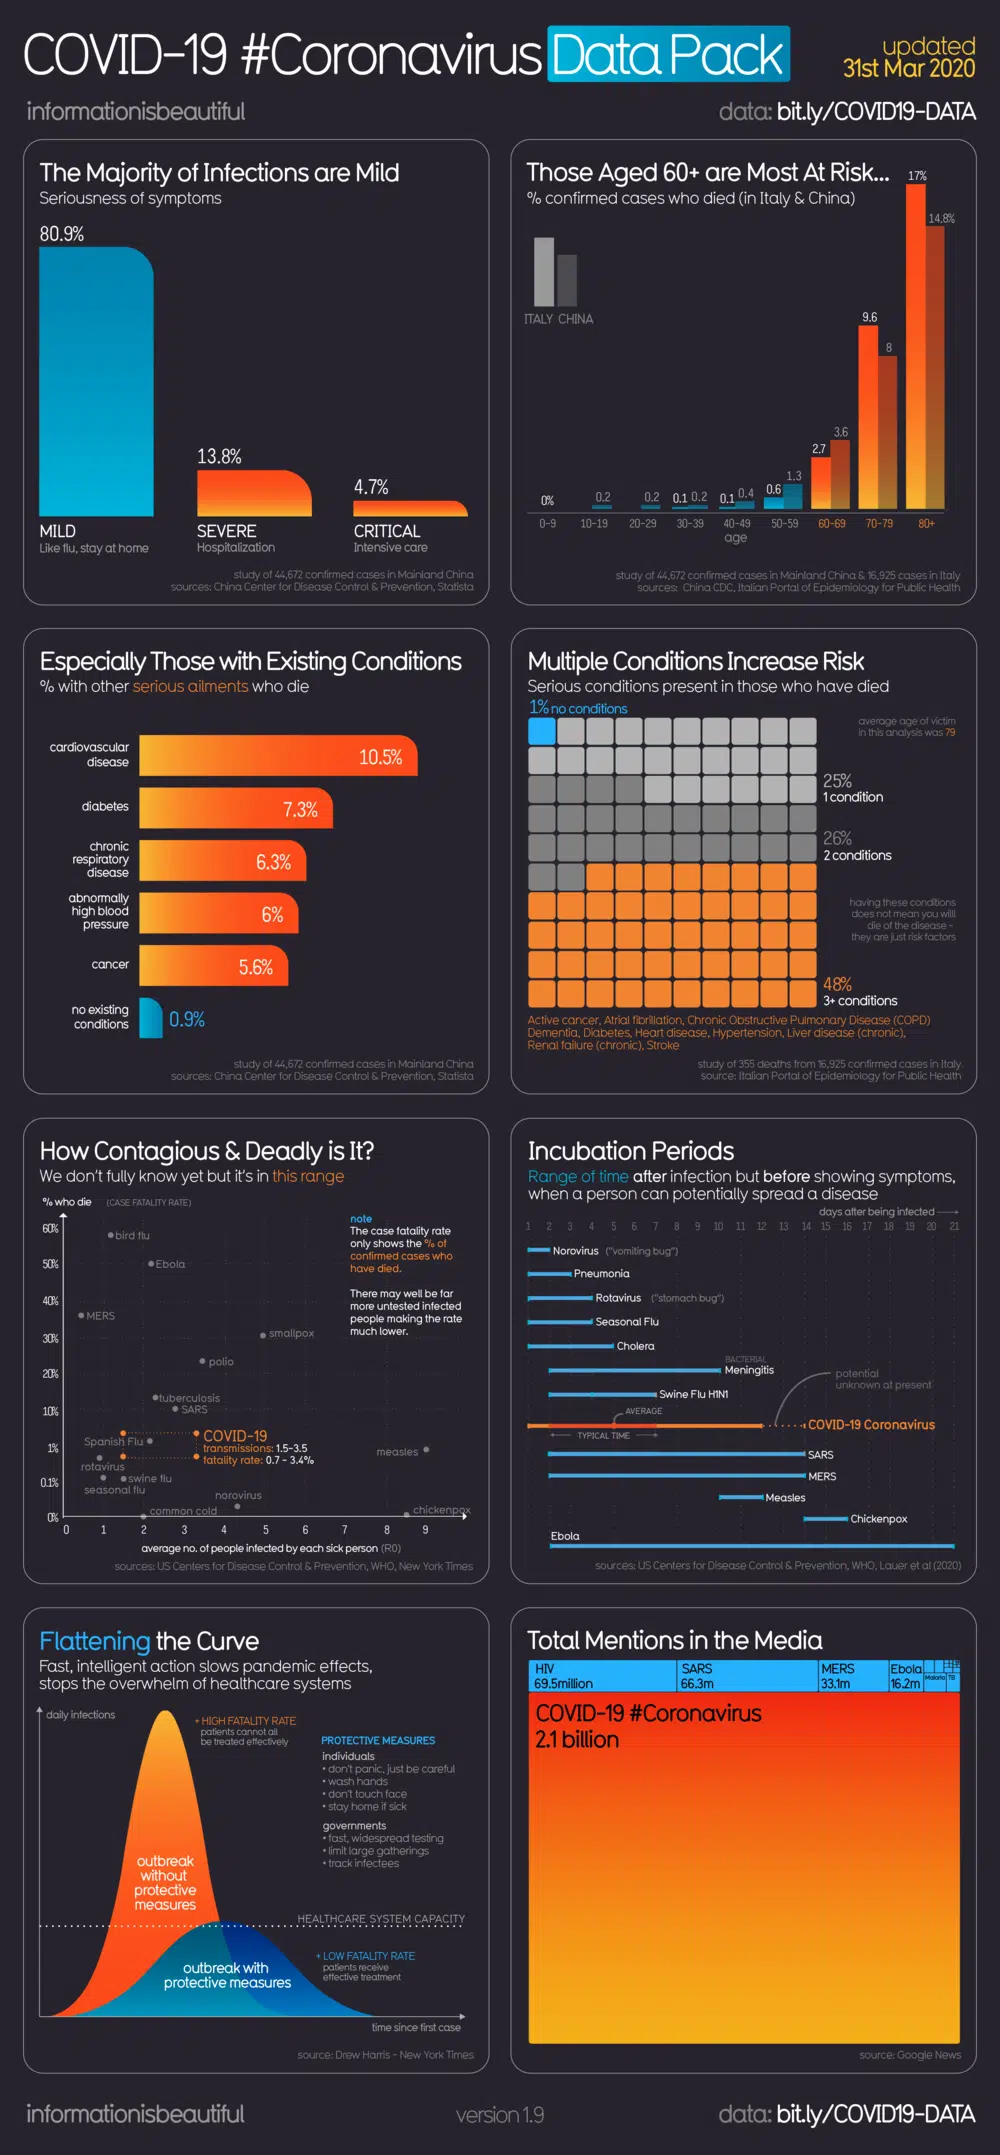 COVID-19 #Coronavirus Data Pack
updated
31st Mar 2020
informationisbeautiful
data: bit.ly/COVID19-DATA
The Majority of Infections are Mild
Seriousness of symptoms
80.9%
13.8%
4.7%
MILD
Like flu, stay at home
SEVERE
Hospitalization
CRITICAL
Intensive care
study of 44,672 confirmed cases in Mainland China
sources: China Center for Disease Control & Prevention, Statista
Those Aged 60+ are Most At Risk...
% confirmed cases who died (in Italy & China)
ITALY CHINA
0%
0.2
0.2
0.1 0.2
0.1 0.4
0.6 1.3
2.7 3.6
9.6 8
17% 14.8%
0-9 10-19 20-29 30-39 40-49 50-59 60-69 70-79 80+
age
study of 44,672 confirmed cases in Mainland China & 16,925 cases in Italy
sources: China CDC, Italian Portal of Epidemiology for Public Health
Especially Those with Existing Conditions
% with other serious ailments who die
cardiovascular
disease
10.5%
diabetes
7.3%
chronic
respiratory
disease
6.3%
abnormally
high blood
pressure
6%
cancer
5.6%
no existing
conditions
0.9%
study of 44,672 confirmed cases in Mainland China
sources: China Center for Disease Control & Prevention, Statista
Multiple Conditions Increase Risk
Serious conditions present in those who have died
1% no conditions
average age of victim
in this analysis was 79
25%
1 condition
26%
2 conditions
having these conditions
does not mean you will
die of the disease -
they are just risk factors
48%
3+ conditions
Active cancer, Atrial fibrillation, Chronic Obstructive Pulmonary Disease (COPD)
Dementia, Diabetes, Heart disease, Hypertension, Liver disease (chronic),
Renal failure (chronic), Stroke
study of 355 deaths from 16,925 confirmed cases in Italy
source: Italian Portal of Epidemiology for Public Health
How Contagious & Deadly is It?
We don't fully know yet but it's in this range
% who die (CASE FATALITY RATE)
60%
50%
40%
30%
20%
10%
1%
0.1%
0%
bird flu
Ebola
MERS
smallpox
polio
tuberculosis
SARS
Spanish Flu
COVID-19
transmissions: 1.5-3.5
fatality rate: 0.7 - 3.4%
measles
rotavirus
swine flu
seasonal flu
norovirus
common cold
chickenpox
note
The case fatality rate
only shows the % of
confirmed cases who
have died.
There may well be far
more untested infected
people making the rate
much lower.
0 1 2 3 4 5 6 7 8 9
average no. of people infected by each sick person (R0)
sources: US Centers for Disease Control & Prevention, WHO, New York Times
Incubation Periods
Range of time after infection but before showing symptoms,
when a person can potentially spread a disease
days after being infected
1 2 3 4 5 6 7 8 9 10 11 12 13 14 15 16 17 18 19 20 21
Norovirus ("vomiting bug")
Pneumonia
Rotavirus ("stomach bug")
Seasonal Flu
Cholera
BACTERIAL
Meningitis
Swine Flu H1N1
potential
unknown at present
AVERAGE
COVID-19 Coronavirus
TYPICAL TIME
SARS
MERS
Measles
Chickenpox
Ebola
sources: US Centers for Disease Control & Prevention, WHO, Lauer et al (2020)
Flattening the Curve
Fast, intelligent action slows pandemic effects,
stops the overwhelm of healthcare systems
daily infections
+ HIGH FATALITY RATE
patients cannot all
be treated effectively
PROTECTIVE MEASURES
individuals
• don't panic, just be careful
• wash hands
• don't touch face
• stay home if sick
governments
• fast, widespread testing
• limit large gatherings
• track infectees
outbreak
without
protective
measures
HEALTHCARE SYSTEM CAPACITY
outbreak with
protective measures
+ LOW FATALITY RATE
patients receive
effective treatment
time since first case
source: Drew Harris - New York Times
Total Mentions in the Media
HIV
69.5million
SARS
66.3m
MERS
33.1m
Ebola
16.2m
Malaria
TB
COVID-19 #Coronavirus
2.1 billion
source: Google News
informationisbeautiful
version 1.9
data: bit.ly/COVID19-DATA